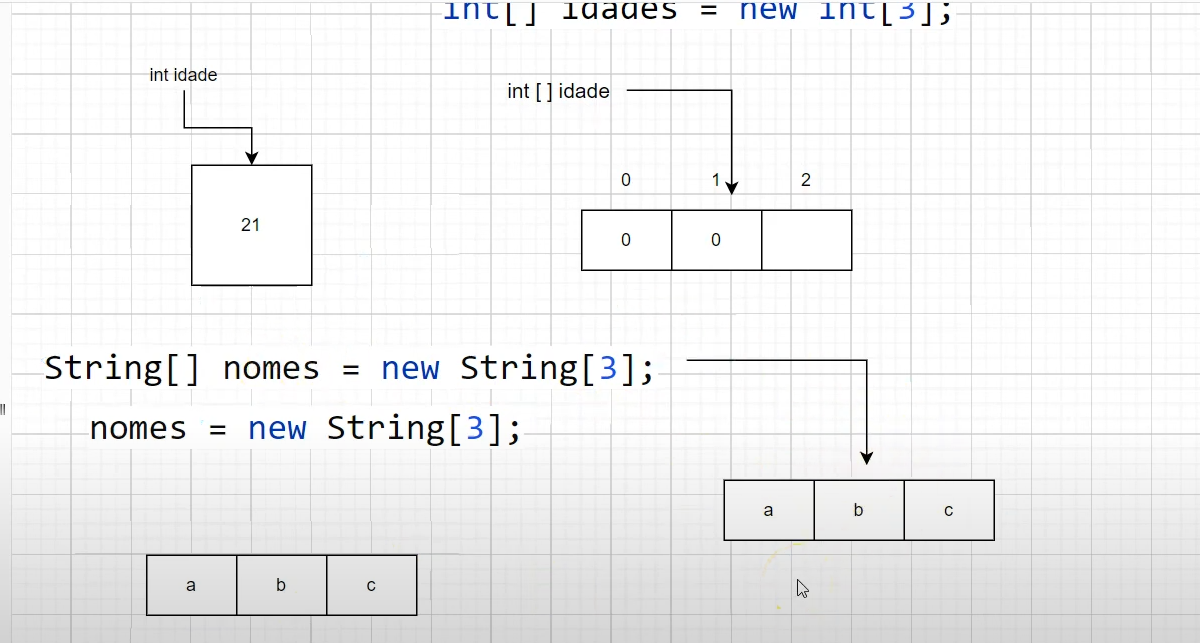 int[] idades = new int[3];
int idade
int [ ] idade
0 1 2
21
0 0
String[] nomes = new String[3];
nomes = new String[3];
a b c
a b c